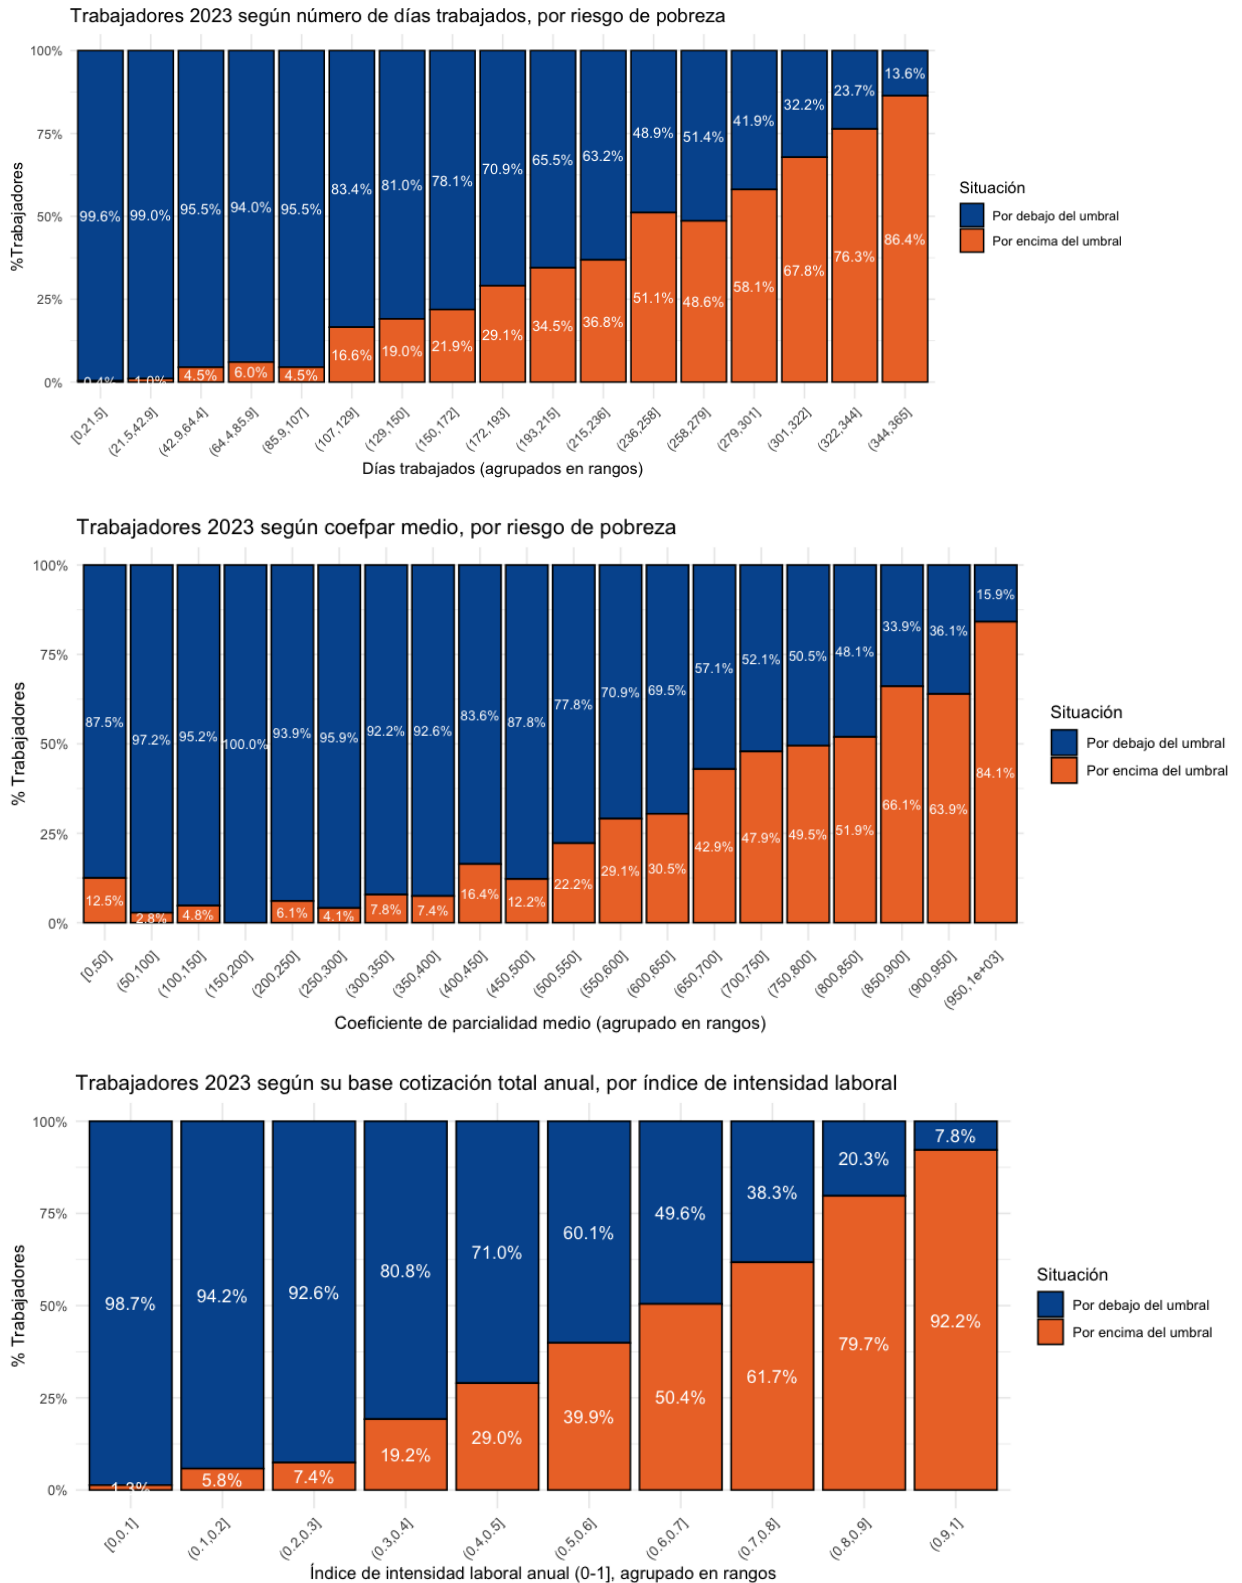 Trabajadores 2023 según número de días trabajados, por riesgo de pobreza
%Trabajadores
100%
75%
50%
25%
0%
99.6% 99.0% 95.5% 94.0% 95.5% 83.4% 81.0% 78.1% 70.9% 65.5% 63.2% 48.9% 51.4% 41.9% 32.2% 23.7% 13.6%
0.4% 1.0% 4.5% 6.0% 4.5% 16.6% 19.0% 21.9% 29.1% 34.5% 36.8% 51.1% 48.6% 58.1% 67.8% 76.3% 86.4%
[0,21.5] (21.5,42.9] (42.9,64.4] (64.4,85.9] (85.9,107] (107,129] (129,150] (150,172] (172,193] (193,215] (215,236] (236,258] (258,279] (279,301] (301,322] (322,344] (344,365]
Días trabajados (agrupados en rangos)
Situación
Por debajo del umbral
Por encima del umbral
Trabajadores 2023 según coefpar medio, por riesgo de pobreza
% Trabajadores
100%
75%
50%
25%
0%
87.5% 97.2% 95.2% 100.0% 93.9% 95.9% 92.2% 92.6% 83.6% 87.8% 77.8% 70.9% 69.5% 57.1% 52.1% 50.5% 48.1% 33.9% 36.1% 15.9%
12.5% 2.8% 4.8% 6.1% 4.1% 7.8% 7.4% 16.4% 12.2% 22.2% 29.1% 30.5% 42.9% 47.9% 49.5% 51.9% 66.1% 63.9% 84.1%
[0,50] (50,100] (100,150] (150,200] (200,250] (250,300] (300,350] (350,400] (400,450] (450,500] (500,550] (550,600] (600,650] (650,700] (700,750] (750,800] (800,850] (850,900] (900,950] (950,1e+03]
Coeficiente de parcialidad medio (agrupado en rangos)
Situación
Por debajo del umbral
Por encima del umbral
Trabajadores 2023 según su base cotización total anual, por índice de intensidad laboral
% Trabajadores
100%
75%
50%
25%
0%
98.7% 94.2% 92.6% 80.8% 71.0% 60.1% 49.6% 38.3% 20.3% 7.8%
1.3% 5.8% 7.4% 19.2% 29.0% 39.9% 50.4% 61.7% 79.7% 92.2%
[0,0.1] (0.1,0.2] (0.2,0.3] (0.3,0.4] (0.4,0.5] (0.5,0.6] (0.6,0.7] (0.7,0.8] (0.8,0.9] (0.9,1]
Índice de intensidad laboral anual (0-1], agrupado en rangos
Situación
Por debajo del umbral
Por encima del umbral